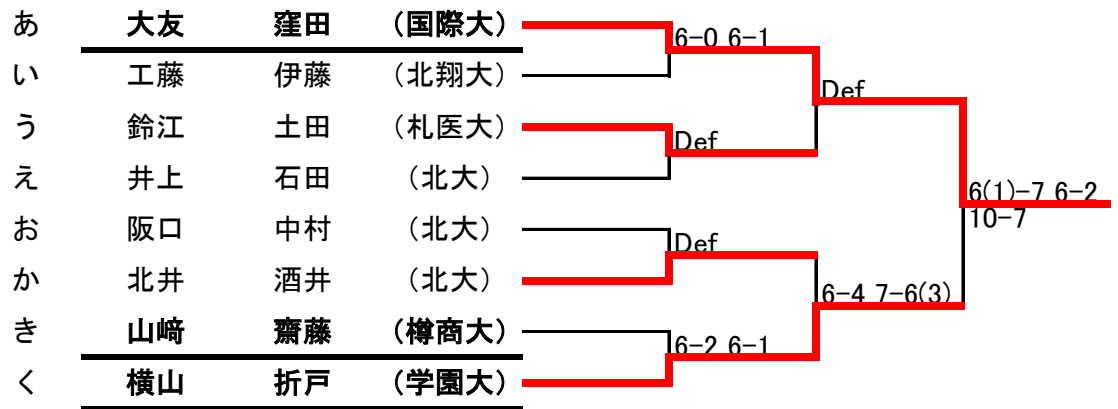 あ 大友 窪田 （国際大）
6-0 6-1
い 工藤 伊藤 （北翔大）
Def
う 鈴江 土田 （札医大）
Def
え 井上 石田 （北大）
6(1)-7 6-2
10-7
お 阪口 中村 （北大）
Def
か 北井 酒井 （北大）
6-4 7-6(3)
き 山﨑 齋藤 （樽商大）
6-2 6-1
く 横山 折戸 （学園大）